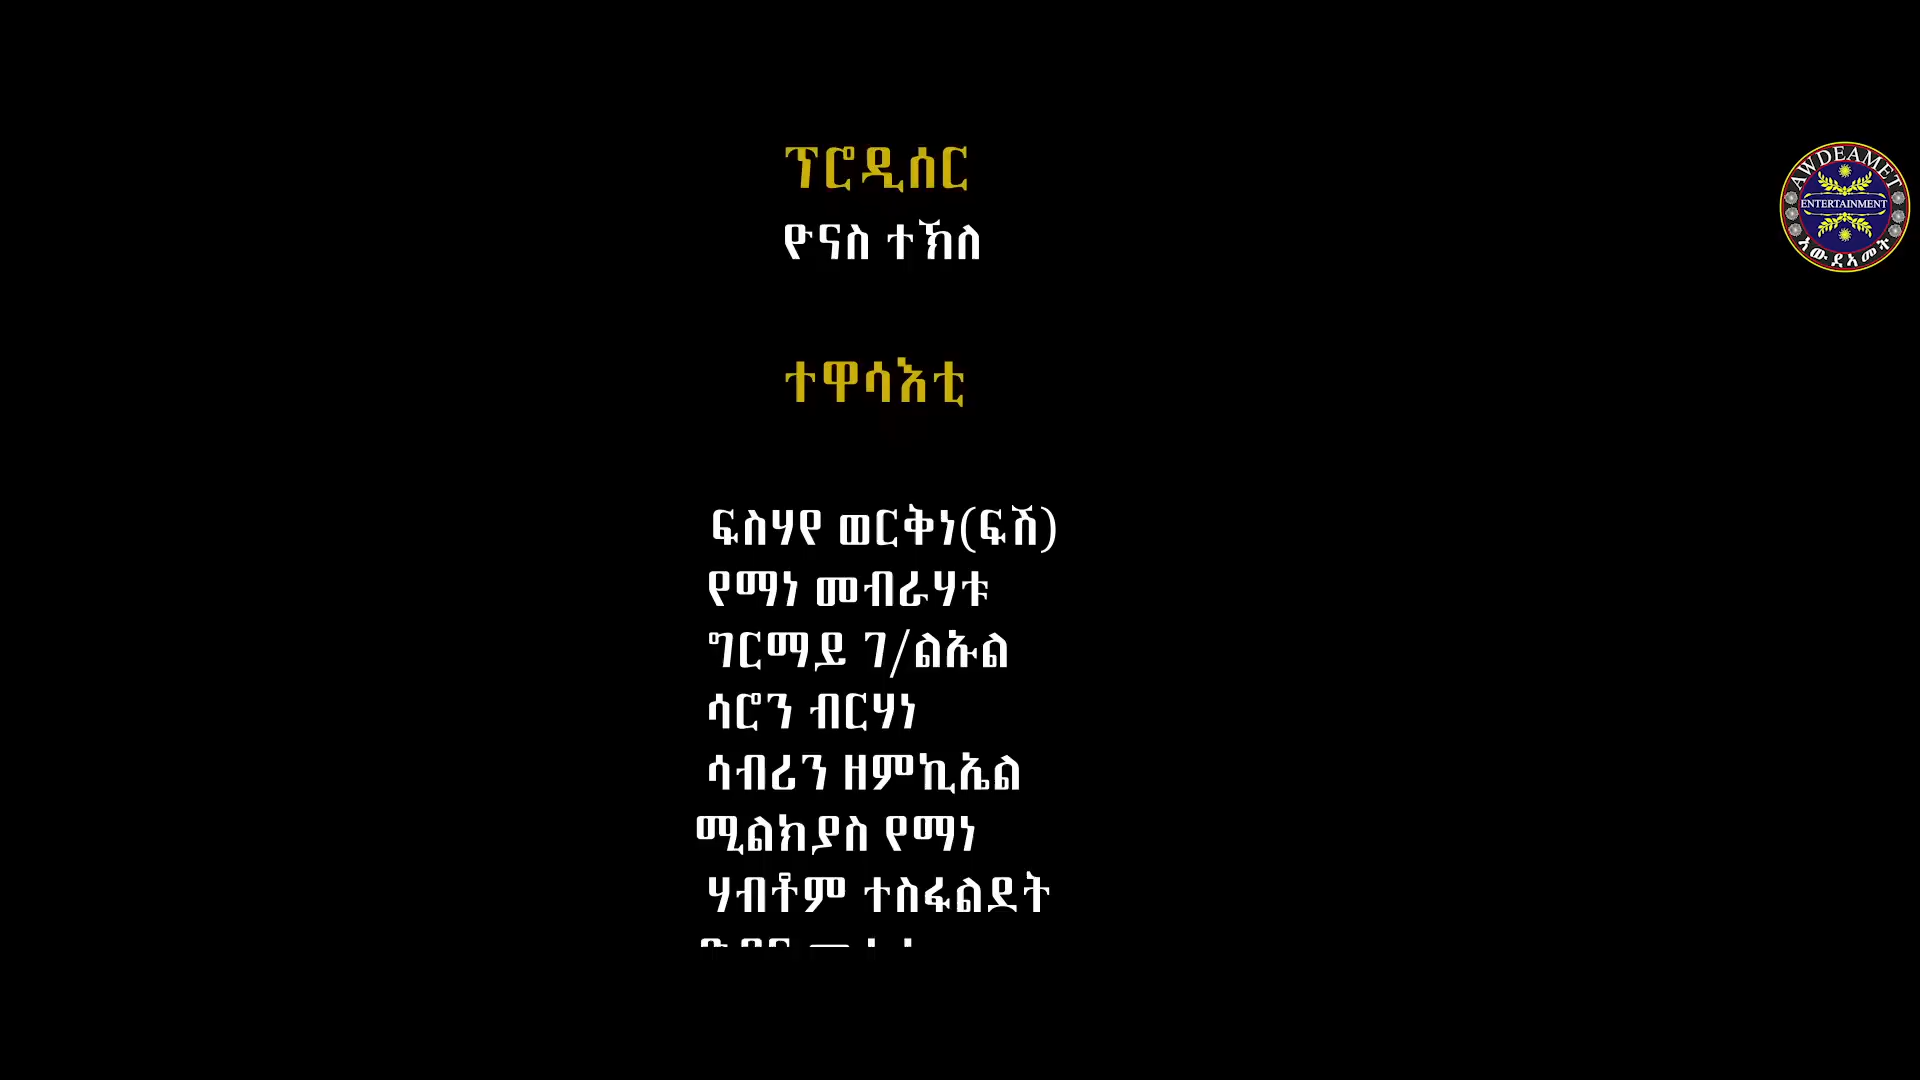 ፕሮዲሰር
ዮናስ ተኽለ
ተዋሳእቲ
ፍስሃየ ወርቅነ(ፍሽ)
የማነ መብራሃቱ
ግርማይ ገ/ልኡል
ሳሮን ብርሃነ
ሳብሪን ዘምኪኤል
ሚልክያስ የማነ
ሃብቶም ተስፋልደት
AWDEAMET
ENTERTAINMENT
አውደአመት